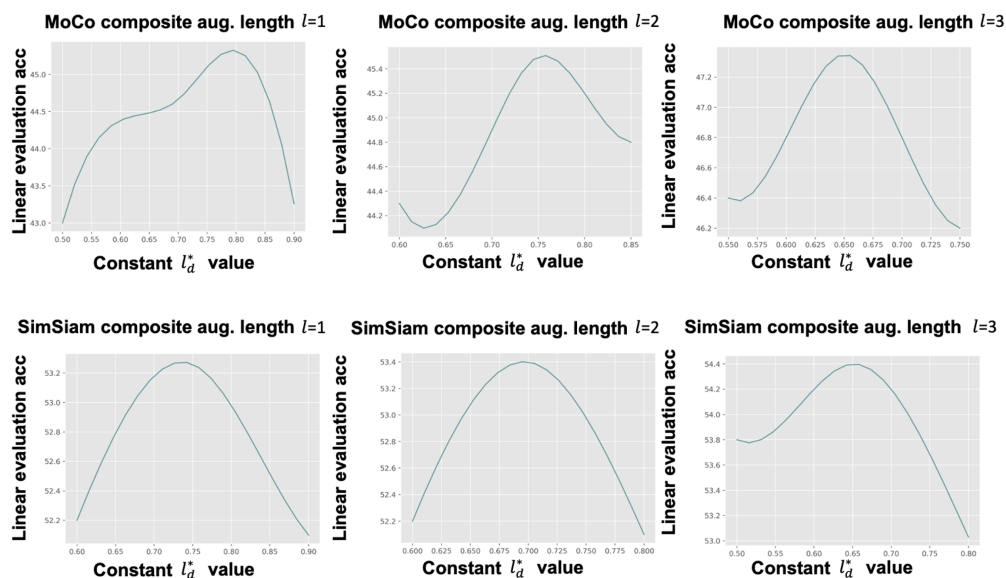 MoCo composite aug. length l=1
Linear evaluation acc
45.0
44.5
44.0
43.5
43.0
0.50 0.55 0.60 0.65 0.70 0.75 0.80 0.85 0.90
Constant l*d value
MoCo composite aug. length l=2
Linear evaluation acc
45.4
45.2
45.0
44.8
44.6
44.4
44.2
0.60 0.65 0.70 0.75 0.80 0.85
Constant l*d value
MoCo composite aug. length l=3
Linear evaluation acc
47.2
47.0
46.8
46.6
46.4
46.2
0.550 0.575 0.600 0.625 0.650 0.675 0.700 0.725 0.750
Constant l*d value
SimSiam composite aug. length l=1
Linear evaluation acc
53.2
53.0
52.8
52.6
52.4
52.2
0.60 0.65 0.70 0.75 0.80 0.85 0.90
Constant l*d value
SimSiam composite aug. length l=2
Linear evaluation acc
53.4
53.2
53.0
52.8
52.6
52.4
52.2
0.600 0.625 0.650 0.675 0.700 0.725 0.750 0.775 0.800
Constant l*d value
SimSiam composite aug. length l=3
Linear evaluation acc
54.4
54.2
54.0
53.8
53.6
53.4
53.2
53.0
0.50 0.55 0.60 0.65 0.70 0.75 0.80
Constant l*d value